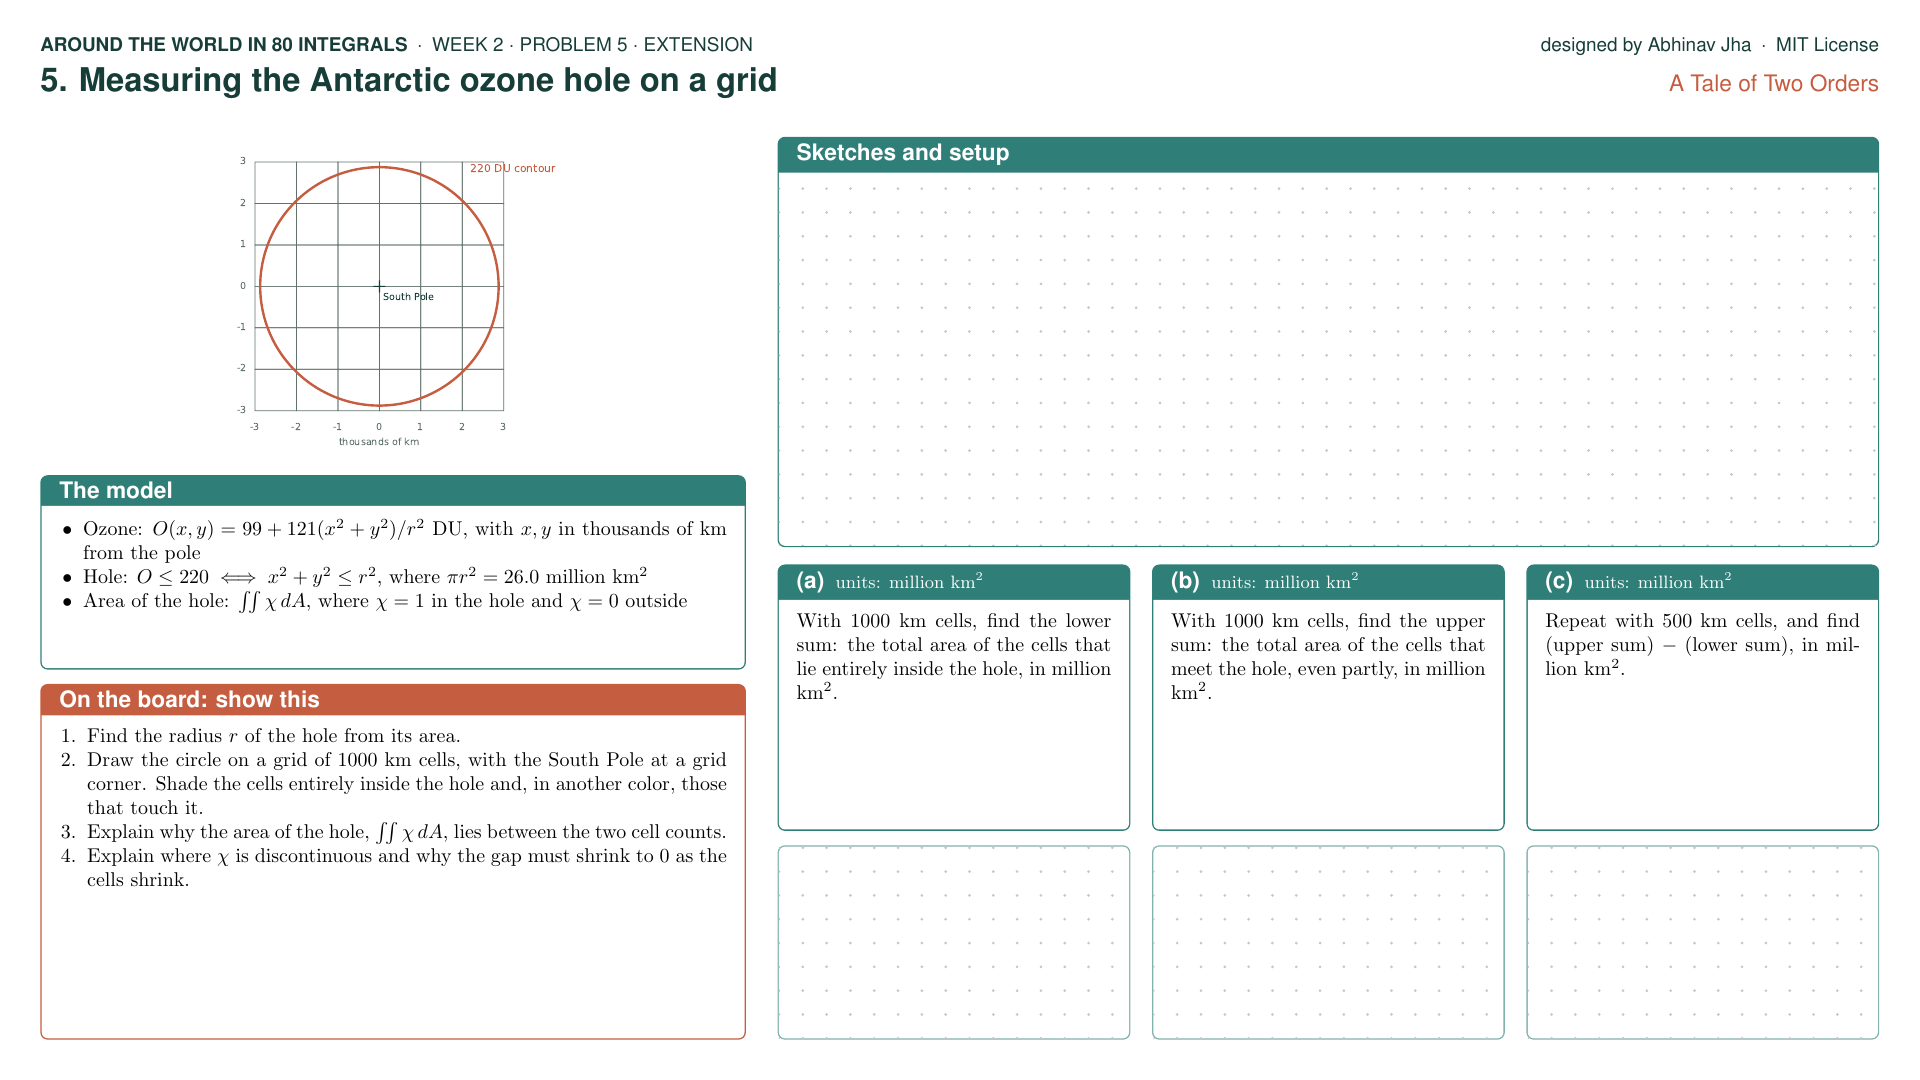 AROUND THE WORLD IN 80 INTEGRALS · WEEK 2 · PROBLEM 5 · EXTENSION
designed by Abhinav Jha · MIT License
5. Measuring the Antarctic ozone hole on a grid
A Tale of Two Orders
220 DU contour
3
2
1
0
-1
-2
-3
South Pole
-3 -2 -1 0 1 2 3
thousands of km
The model
• Ozone: O(x, y) = 99 + 121(x² + y²)/r² DU, with x, y in thousands of km
from the pole
• Hole: O ≤ 220 ⟺ x² + y² ≤ r², where πr² = 26.0 million km²
• Area of the hole: ∬ χ dA, where χ = 1 in the hole and χ = 0 outside
On the board: show this
1. Find the radius r of the hole from its area.
2. Draw the circle on a grid of 1000 km cells, with the South Pole at a grid
corner. Shade the cells entirely inside the hole and, in another color, those
that touch it.
3. Explain why the area of the hole, ∬ χ dA, lies between the two cell counts.
4. Explain where χ is discontinuous and why the gap must shrink to 0 as the
cells shrink.
Sketches and setup
(a) units: million km²
With 1000 km cells, find the lower
sum: the total area of the cells that
lie entirely inside the hole, in million
km².
(b) units: million km²
With 1000 km cells, find the upper
sum: the total area of the cells that
meet the hole, even partly, in million
km².
(c) units: million km²
Repeat with 500 km cells, and find
(upper sum) − (lower sum), in mil-
lion km².